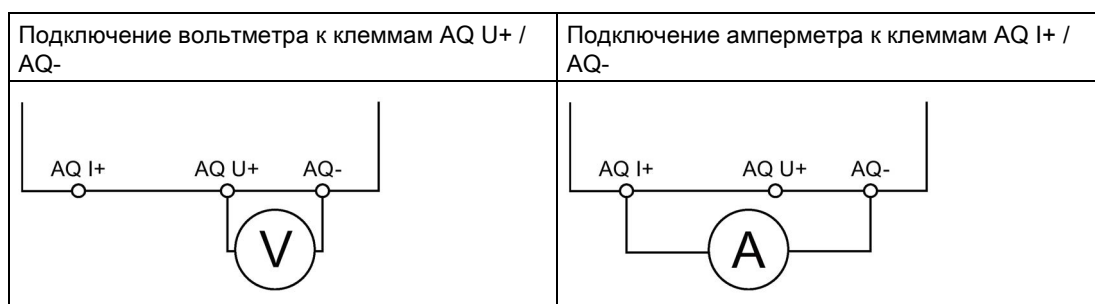 Подключение вольтметра к клеммам AQ U+ /
AQ-
Подключение амперметра к клеммам AQ I+ /
AQ-
AQ I+ AQ U+ AQ-
V
AQ I+ AQ U+ AQ-
A